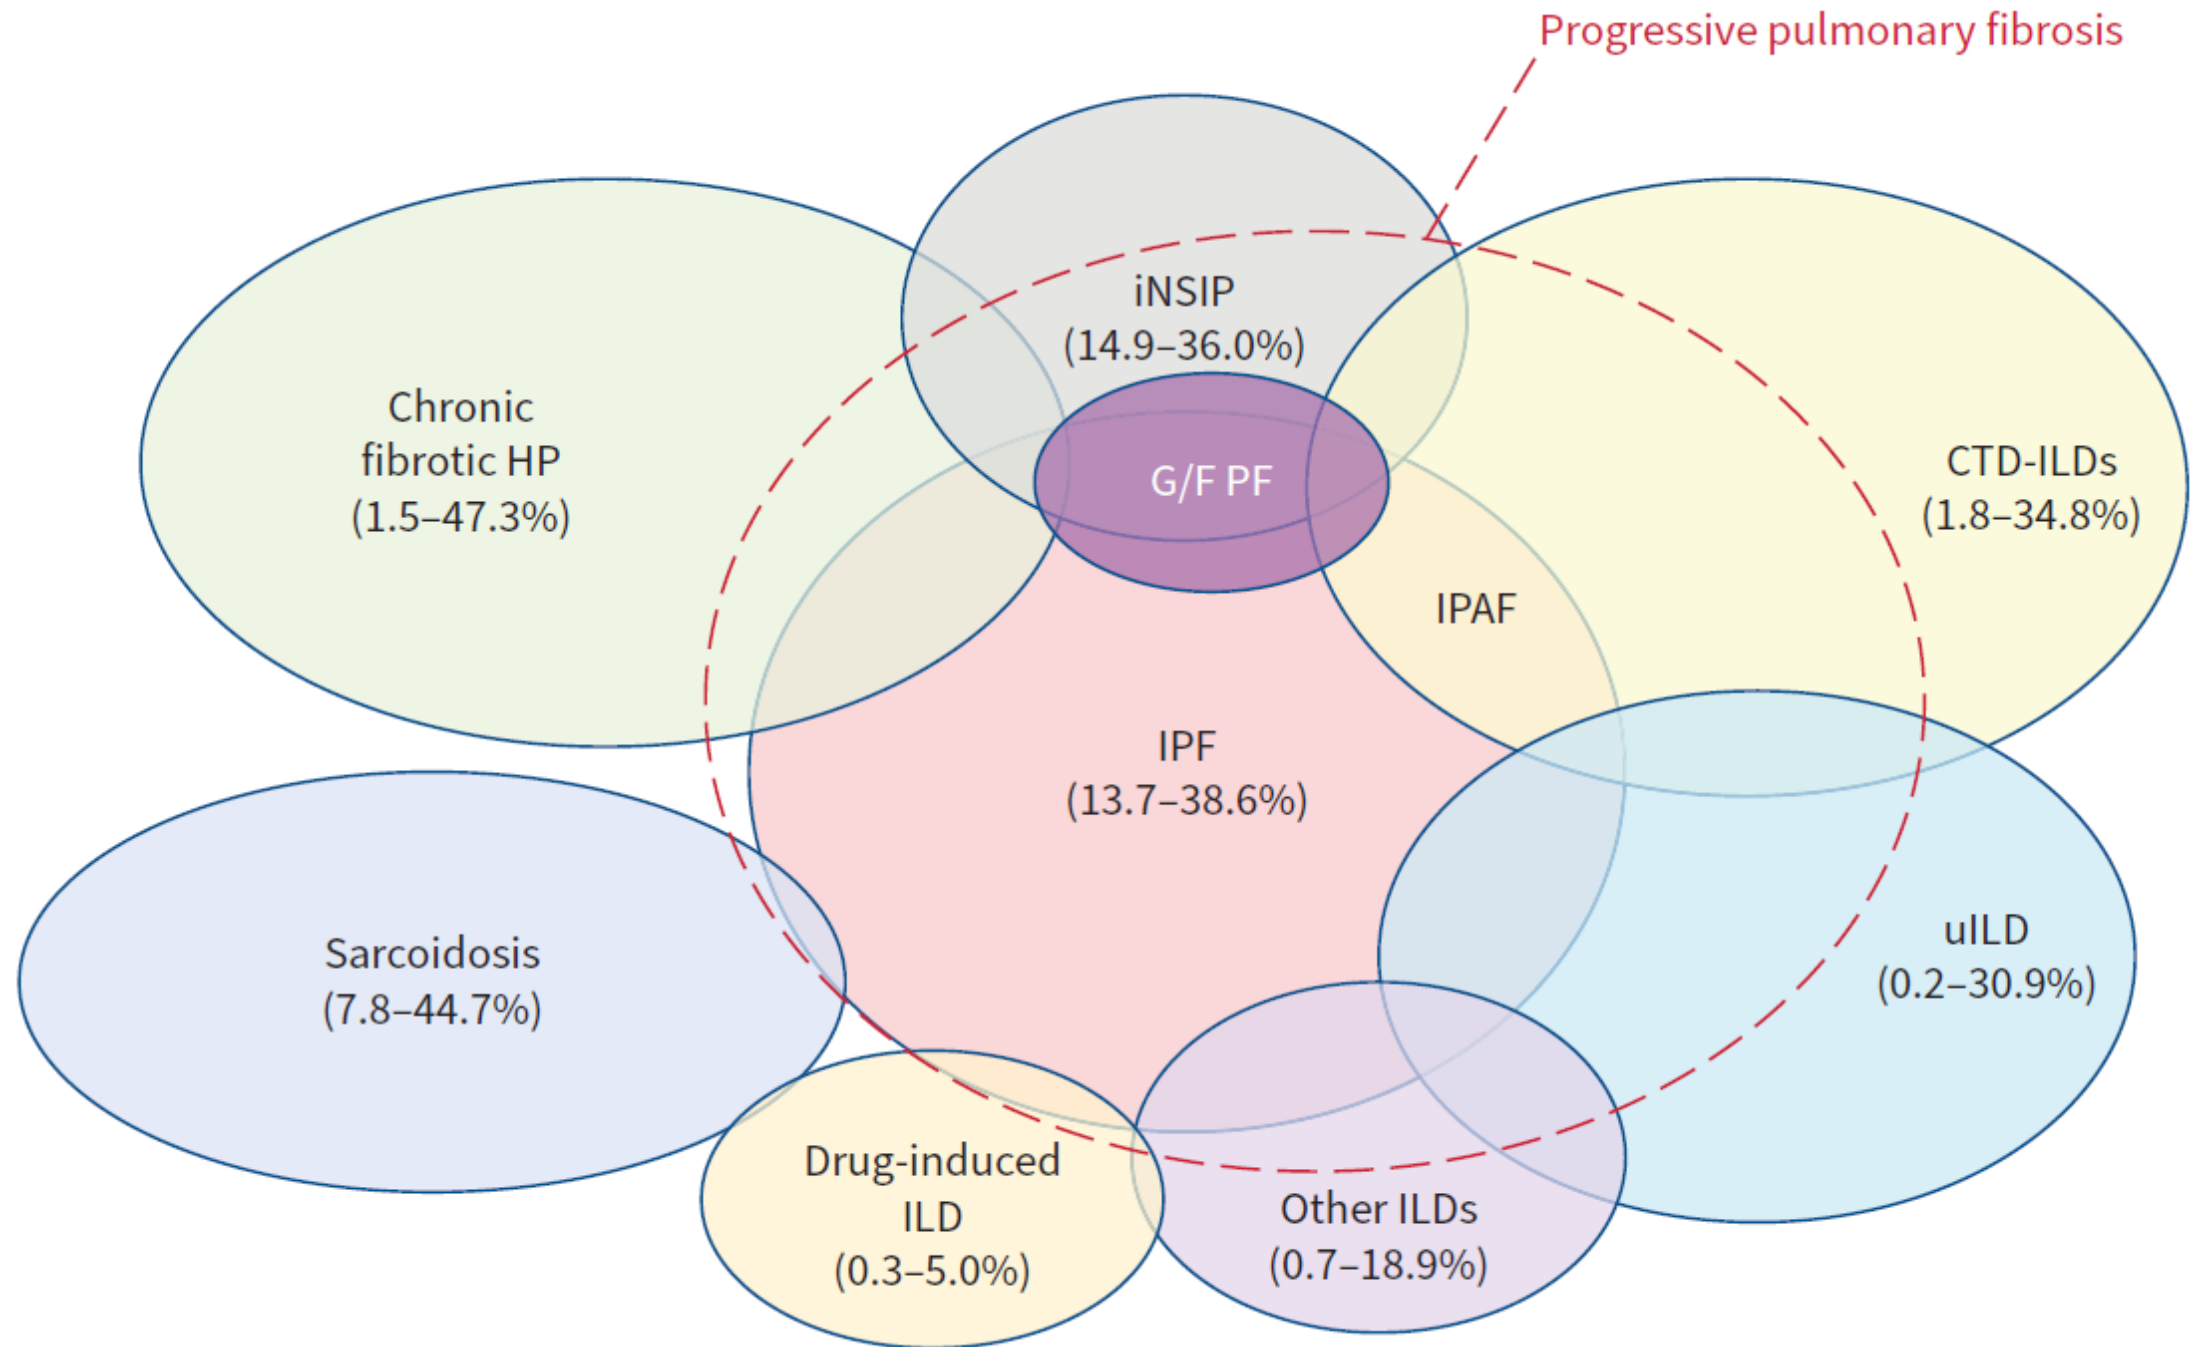 Progressive pulmonary fibrosis
iNSIP
(14.9–36.0%)
Chronic
fibrotic HP
(1.5–47.3%)
G/F PF
CTD-ILDs
(1.8–34.8%)
IPAF
IPF
(13.7–38.6%)
Sarcoidosis
(7.8–44.7%)
uILD
(0.2–30.9%)
Drug-induced
ILD
(0.3–5.0%)
Other ILDs
(0.7–18.9%)